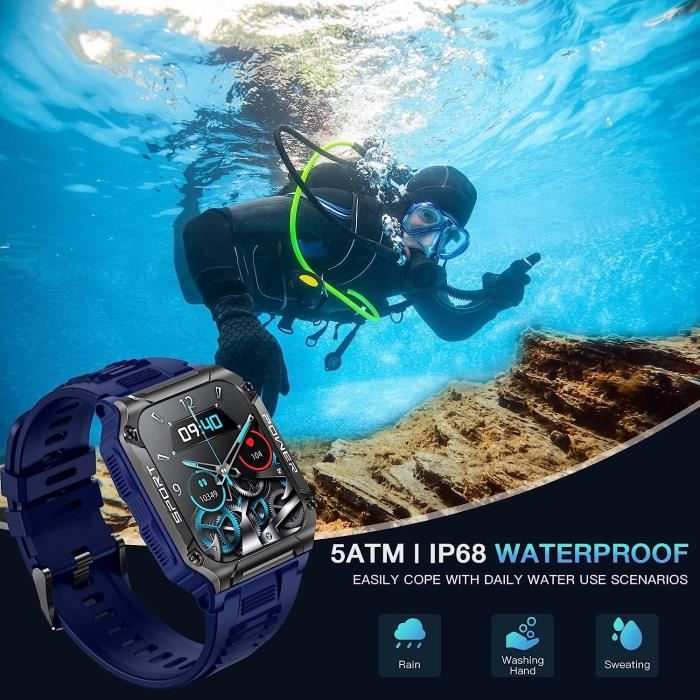 12
09:40
104
10349
6
SPORT
POWER
5ATM | IP68 WATERPROOF
EASILY COPE WITH DAILY WATER USE SCENARIOS
Rain
Washing
Hand
Sweating